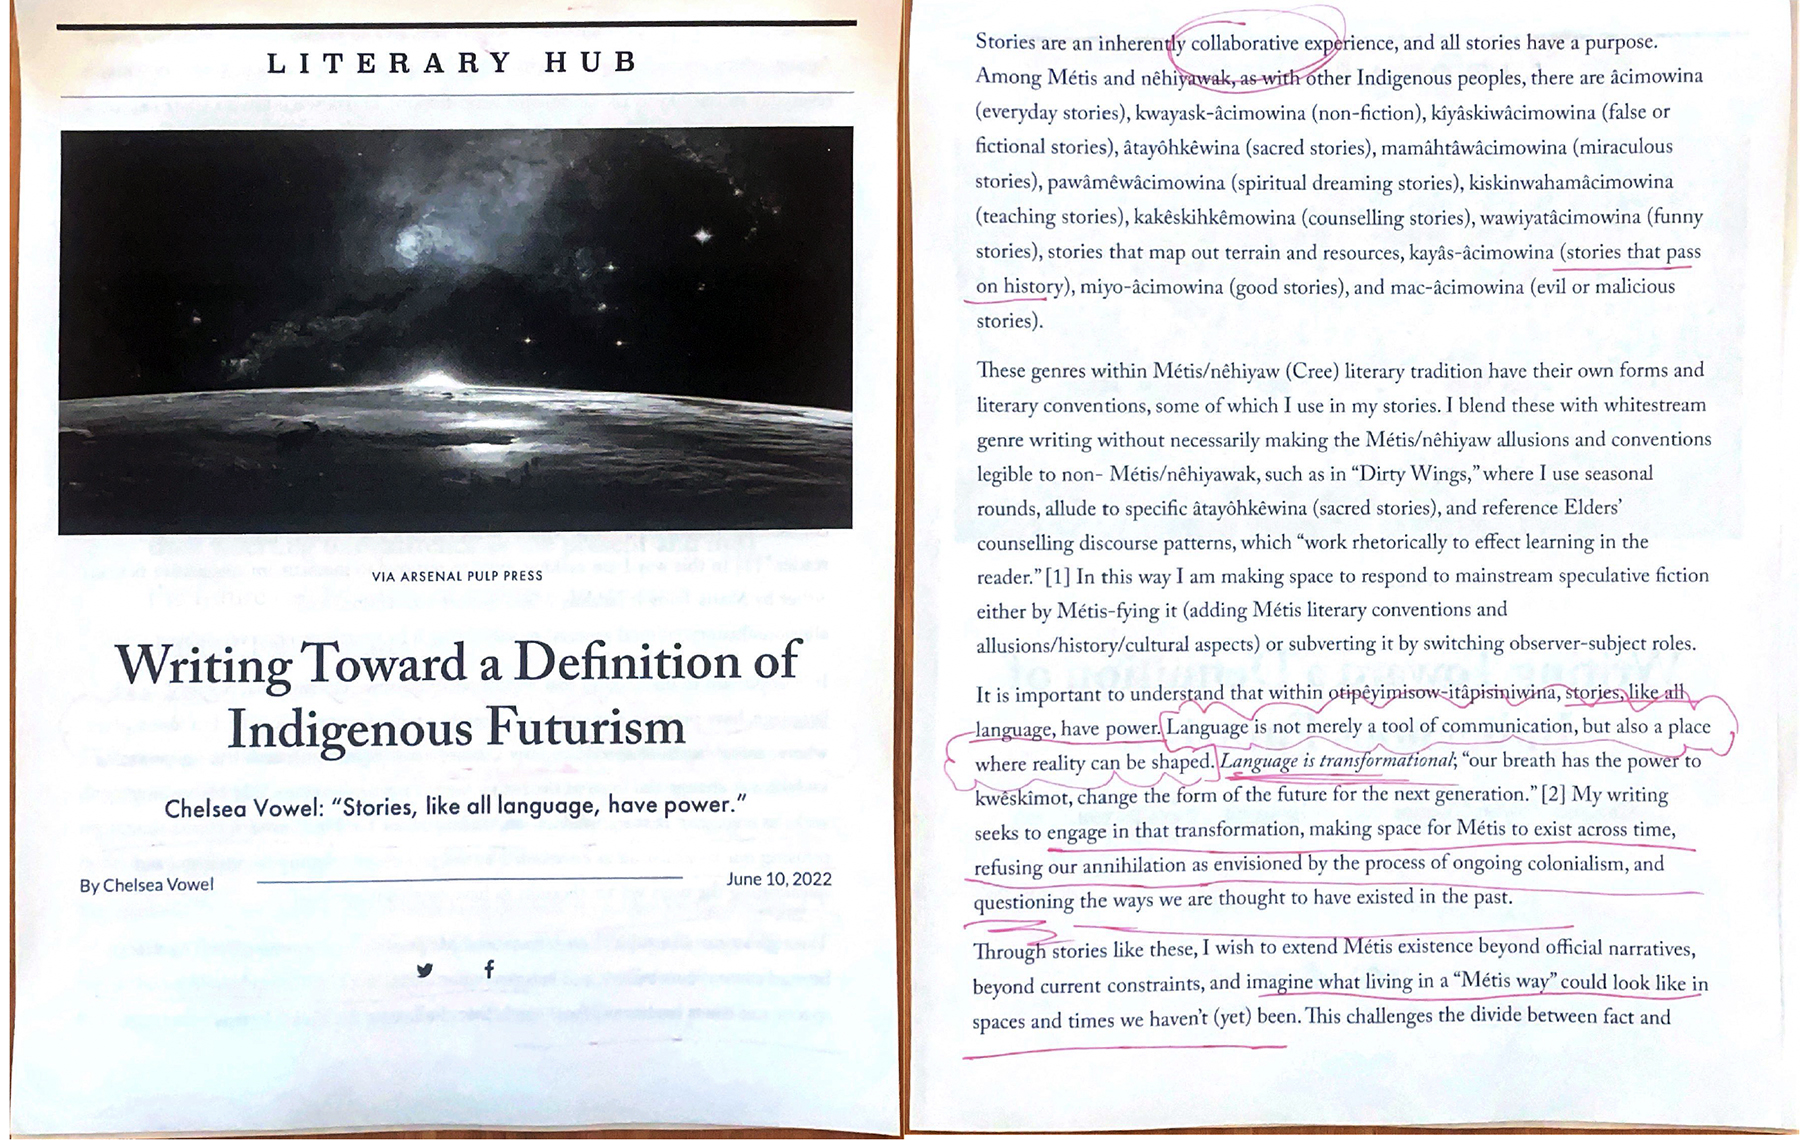 LITERARY HUB
VIA ARSENAL PULP PRESS
Writing Toward a Definition of
Indigenous Futurism
Chelsea Vowel: “Stories, like all language, have power.”
By Chelsea Vowel
June 10, 2022
Stories are an inherently collaborative experience, and all stories have a purpose.
Among Métis and nêhiyawak, as with other Indigenous peoples, there are âcimowina
(everyday stories), kwayask-âcimowina (non-fiction), kîyâskiwâcimowina (false or
fictional stories), âtayôhkêwina (sacred stories), mamâhtâwâcimowina (miraculous
stories), pawâmêwâcimowina (spiritual dreaming stories), kiskinwahamâcimowina
(teaching stories), kakêskihkêmowina (counselling stories), wawiyatâcimowina (funny
stories), stories that map out terrain and resources, kayâs-âcimowina (stories that pass
on history), miyo-âcimowina (good stories), and mac-âcimowina (evil or malicious
stories).
These genres within Métis/nêhiyaw (Cree) literary tradition have their own forms and
literary conventions, some of which I use in my stories. I blend these with whitestream
genre writing without necessarily making the Métis/nêhiyaw allusions and conventions
legible to non- Métis/nêhiyawak, such as in “Dirty Wings,” where I use seasonal
rounds, allude to specific âtayôhkêwina (sacred stories), and reference Elders’
counselling discourse patterns, which “work rhetorically to effect learning in the
reader.” [1] In this way I am making space to respond to mainstream speculative fiction
either by Métis-fying it (adding Métis literary conventions and
allusions/history/cultural aspects) or subverting it by switching observer-subject roles.
It is important to understand that within otipêyimisow-itâpisiniwina, stories, like all
language, have power. Language is not merely a tool of communication, but also a place
where reality can be shaped. Language is transformational; “our breath has the power to
kwêskimot, change the form of the future for the next generation.” [2] My writing
seeks to engage in that transformation, making space for Métis to exist across time,
refusing our annihilation as envisioned by the process of ongoing colonialism, and
questioning the ways we are thought to have existed in the past.
Through stories like these, I wish to extend Métis existence beyond official narratives,
beyond current constraints, and imagine what living in a “Métis way” could look like in
spaces and times we haven’t (yet) been. This challenges the divide between fact and